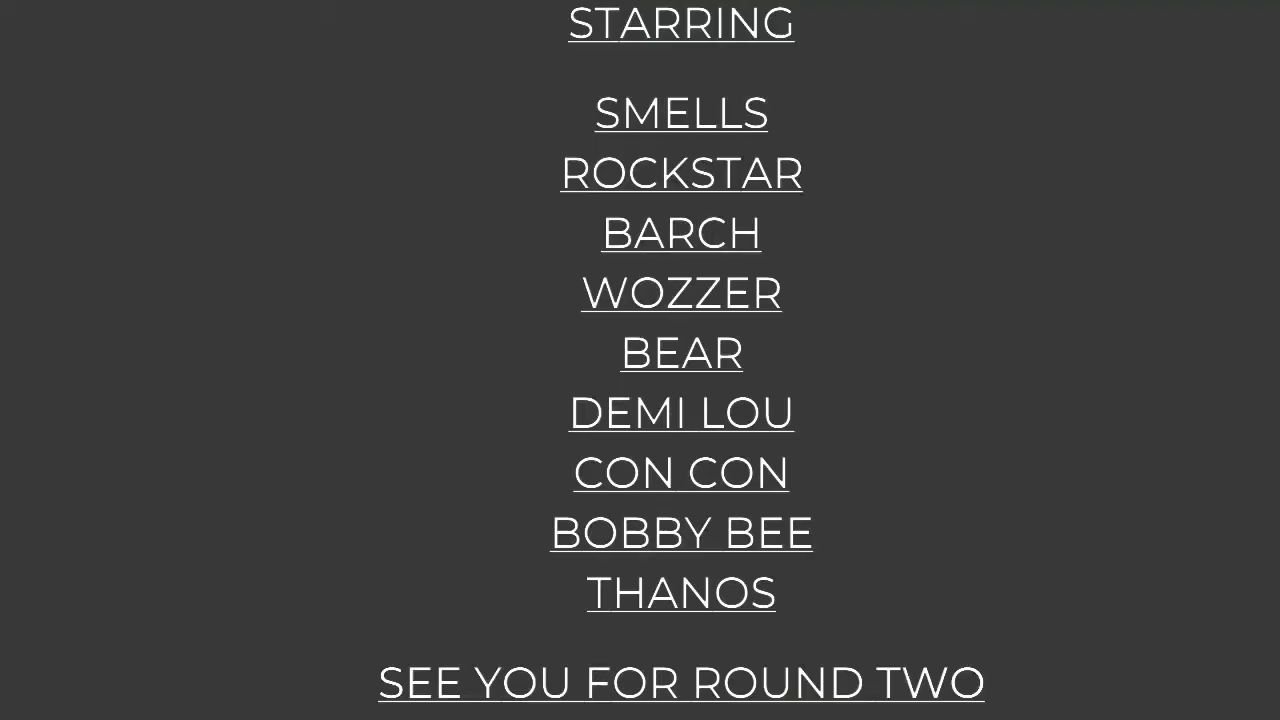 STARRING
SMELLS
ROCKSTAR
BARCH
WOZZER
BEAR
DEMI LOU
CON CON
BOBBY BEE
THANOS
SEE YOU FOR ROUND TWO